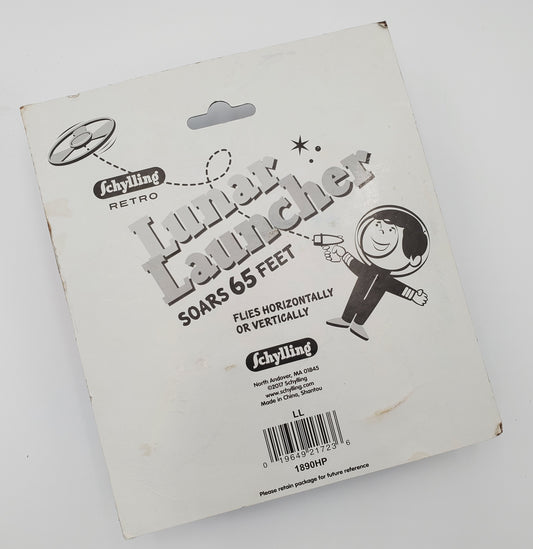 Schylling
RETRO
Lunar
Launcher
SOARS 65 FEET
FLIES HORIZONTALLY
OR VERTICALLY
Schylling
North Andover, MA 01845
©2017 Schylling
www.schylling.com
Made in China, Shantou
LL
0 19649 21723 6
1890HP
Please retain package for future reference